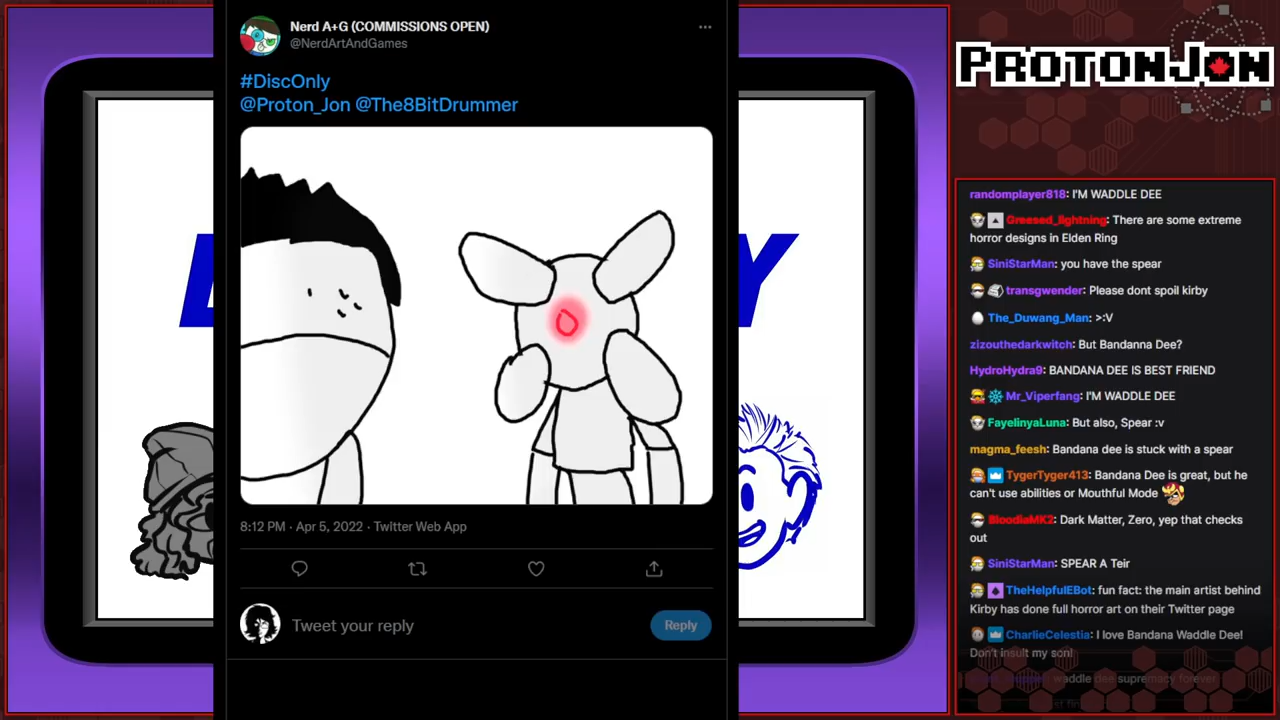 Nerd A+G (COMMISSIONS OPEN)
@NerdArtAndGames
#DiscOnly
@Proton_Jon @The8BitDrummer
8:12 PM · Apr 5, 2022 · Twitter Web App
Tweet your reply
Reply
Y
PROTONJON
randomplayer818: I'M WADDLE DEE
Greesed_lightning: There are some extreme
horror designs in Elden Ring
SiniStarMan: you have the spear
transgwender: Please dont spoil kirby
The_Duwang_Man: >:V
zizouthedarkwitch: But Bandanna Dee?
HydroHydra9: BANDANA DEE IS BEST FRIEND
Mr_Viperfang: I'M WADDLE DEE
FayelinyaLuna: But also, Spear :v
magma_feesh: Bandana dee is stuck with a spear
TygerTyger413: Bandana Dee is great, but he
can't use abilities or Mouthful Mode
BloodiaMK2: Dark Matter, Zero, yep that checks
out
SiniStarMan: SPEAR A Teir
TheHelpfulEBot: fun fact: the main artist behind
Kirby has done full horror art on their Twitter page
CharlieCelestia: I love Bandana Waddle Dee!
Don't insult my son!
waddle dee supremacy forever